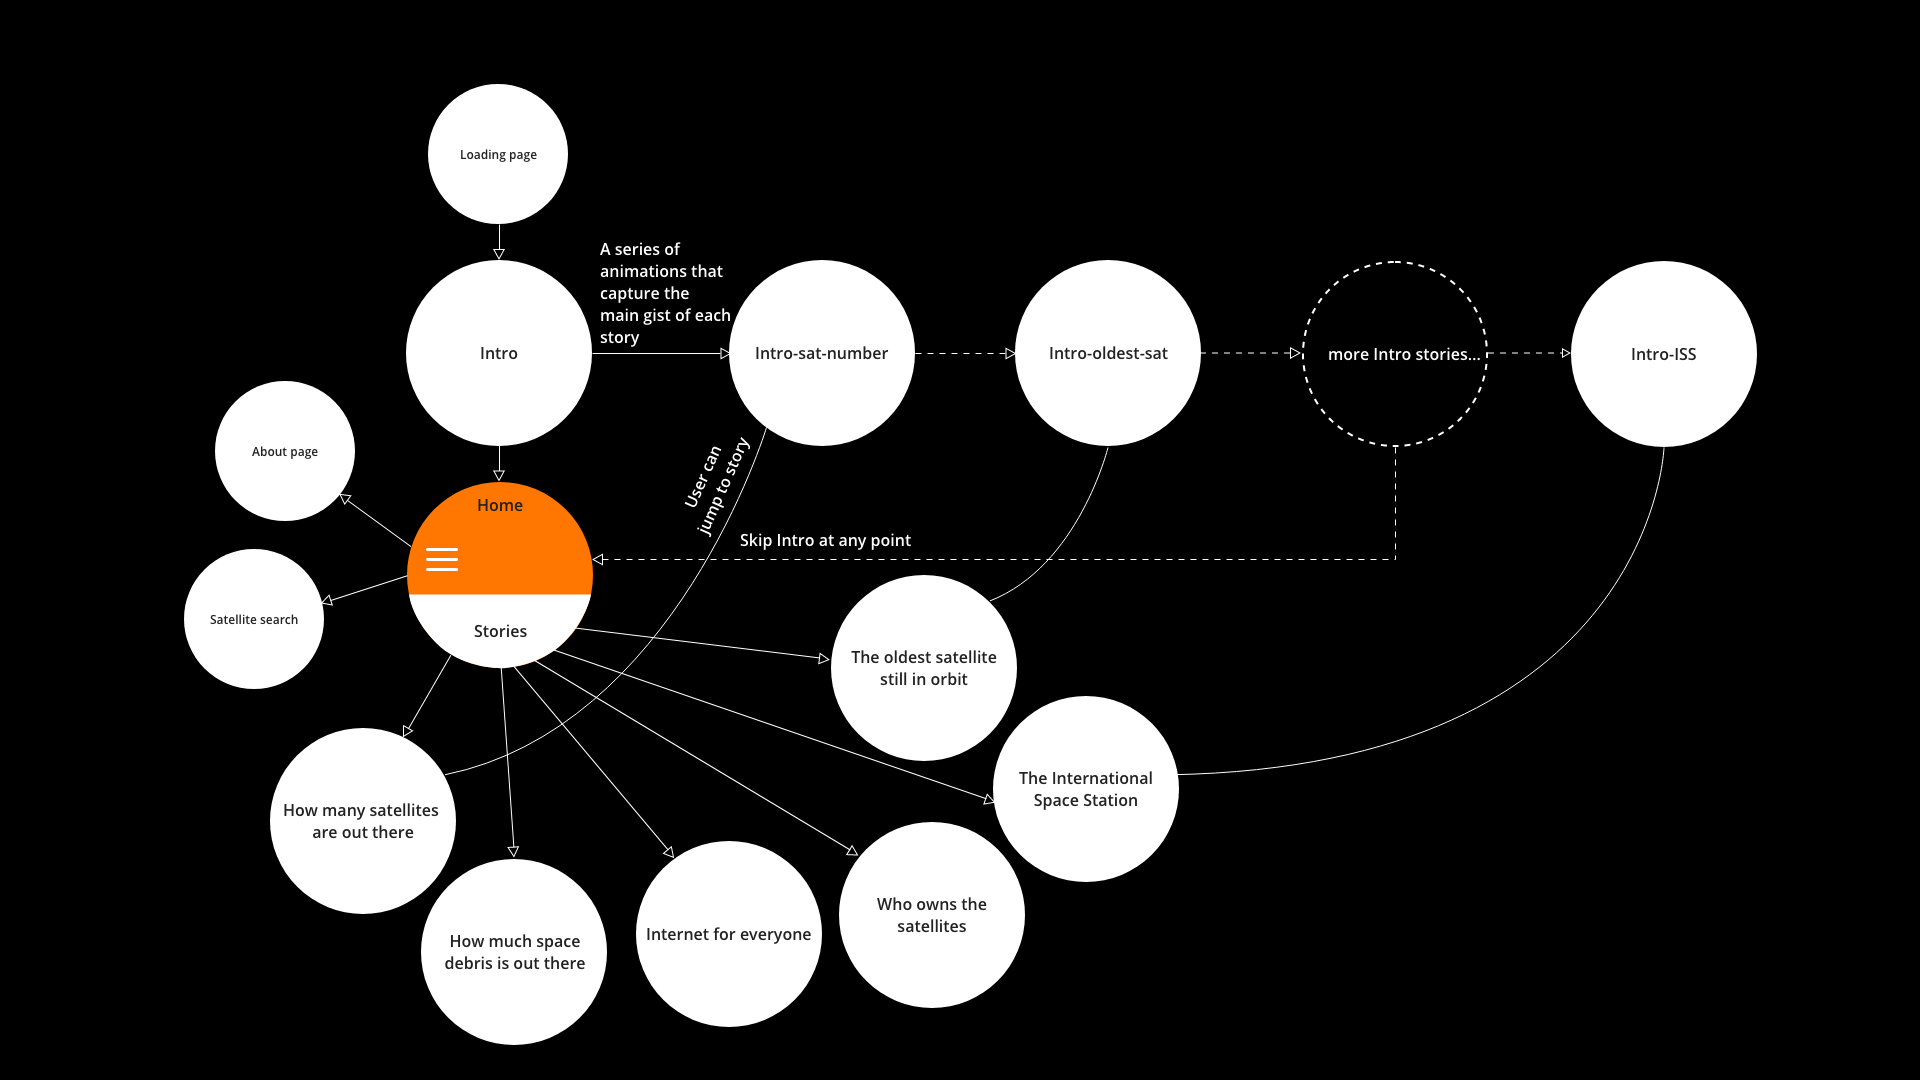 Loading page
A series of
animations that
capture the
main gist of each
story
Intro
Intro-sat-number
Intro-oldest-sat
more Intro stories...
Intro-ISS
About page
User can
jump to story
Home
Skip Intro at any point
Satellite search
Stories
The oldest satellite
still in orbit
The International
Space Station
How many satellites
are out there
Who owns the
satellites
Internet for everyone
How much space
debris is out there